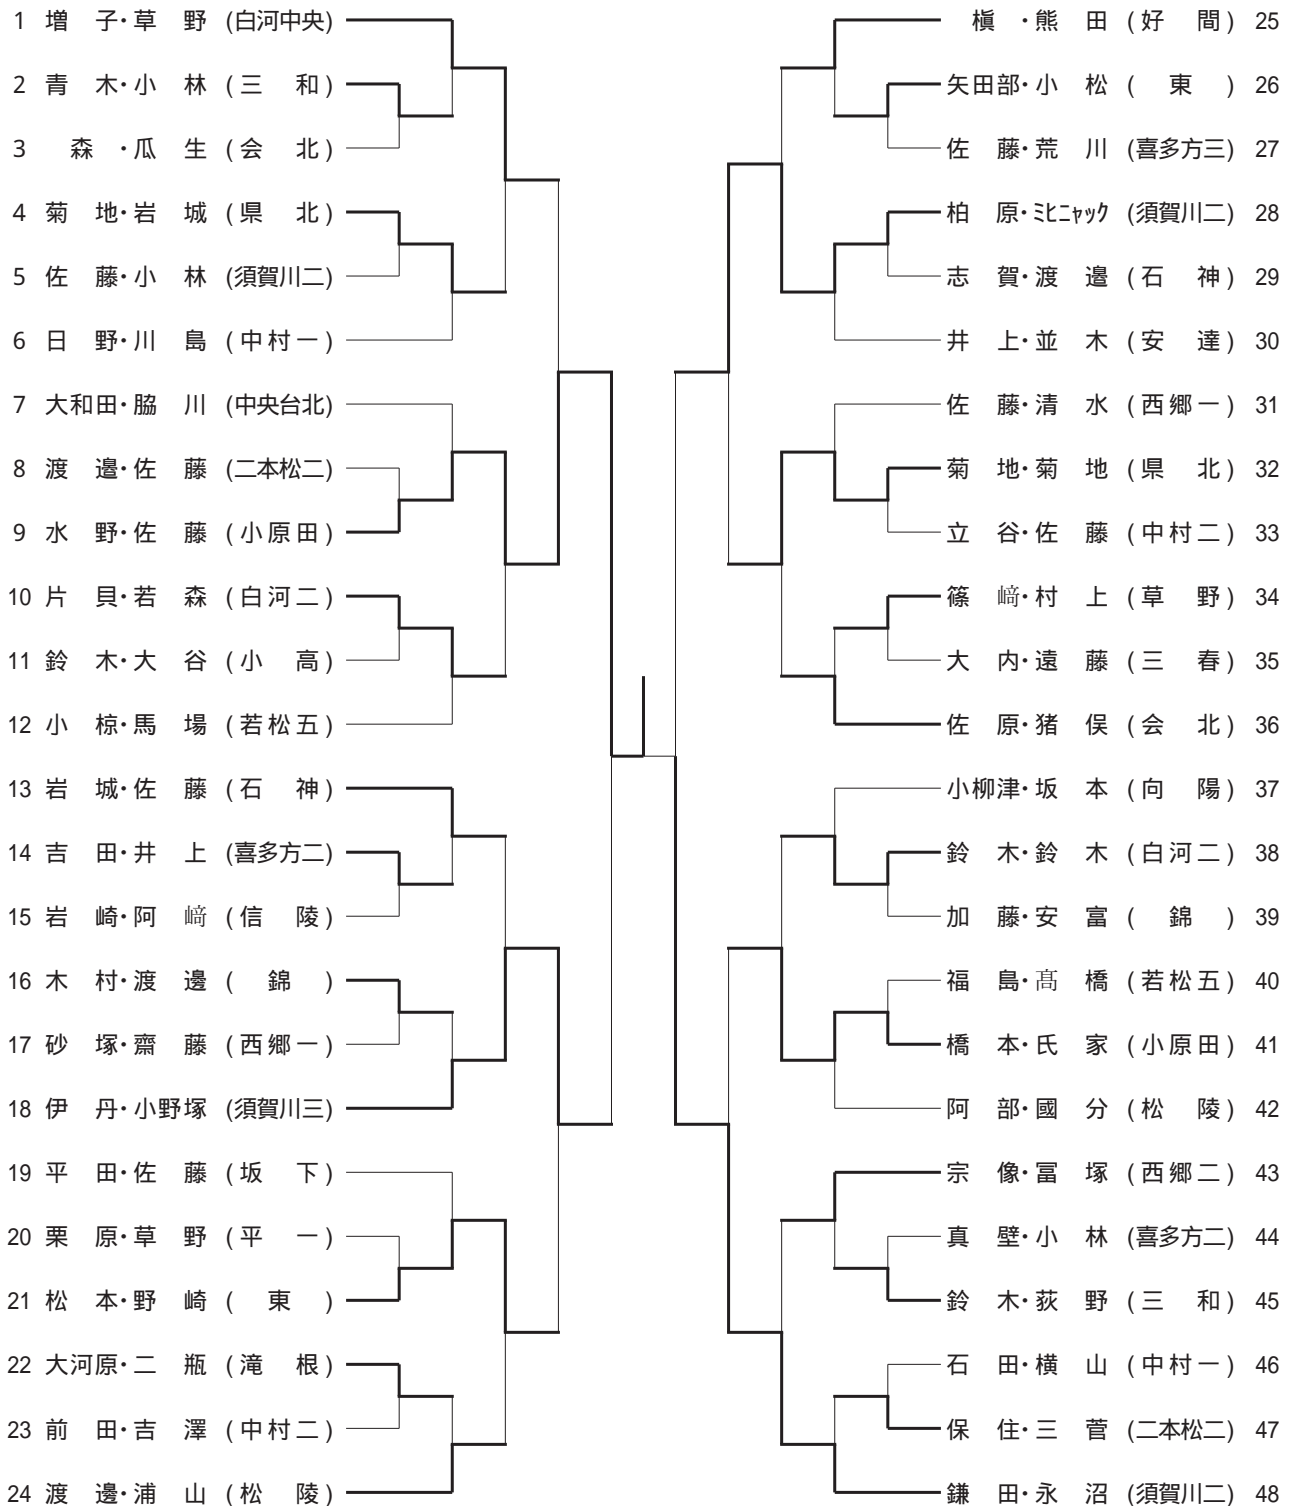 1 増 子・草 野 (白河中央)
2 青 木・小 林 (三 和)
3 森 ・瓜 生 (会 北)
4 菊 地・岩 城 (県 北)
5 佐 藤・小 林 (須賀川二)
6 日 野・川 島 (中村一)
7 大和田・脇 川 (中央台北)
8 渡 邉・佐 藤 (二本松二)
9 水 野・佐 藤 (小原田)
10 片 貝・若 森 (白河二)
11 鈴 木・大 谷 (小 高)
12 小 椋・馬 場 (若松五)
13 岩 城・佐 藤 (石 神)
14 吉 田・井 上 (喜多方二)
15 岩 崎・阿 﨑 (信 陵)
16 木 村・渡 邊 ( 錦 )
17 砂 塚・齋 藤 (西郷一)
18 伊 丹・小野塚 (須賀川三)
19 平 田・佐 藤 (坂 下)
20 栗 原・草 野 (平 一)
21 松 本・野 崎 ( 東 )
22 大河原・二 瓶 (滝 根)
23 前 田・吉 澤 (中村二)
24 渡 邊・浦 山 (松 陵)
槇 ・熊 田 (好 間) 25
矢田部・小 松 ( 東 ) 26
佐 藤・荒 川 (喜多方三) 27
柏 原・ﾐﾋﾆｬｯｸ (須賀川二) 28
志 賀・渡 邉 (石 神) 29
井 上・並 木 (安 達) 30
佐 藤・清 水 (西郷一) 31
菊 地・菊 地 (県 北) 32
立 谷・佐 藤 (中村二) 33
篠 﨑・村 上 (草 野) 34
大 内・遠 藤 (三 春) 35
佐 原・猪 俣 (会 北) 36
小柳津・坂 本 (向 陽) 37
鈴 木・鈴 木 (白河二) 38
加 藤・安 富 ( 錦 ) 39
福 島・髙 橋 (若松五) 40
橋 本・氏 家 (小原田) 41
阿 部・國 分 (松 陵) 42
宗 像・冨 塚 (西郷二) 43
真 壁・小 林 (喜多方二) 44
鈴 木・荻 野 (三 和) 45
石 田・横 山 (中村一) 46
保 住・三 菅 (二本松二) 47
鎌 田・永 沼 (須賀川二) 48